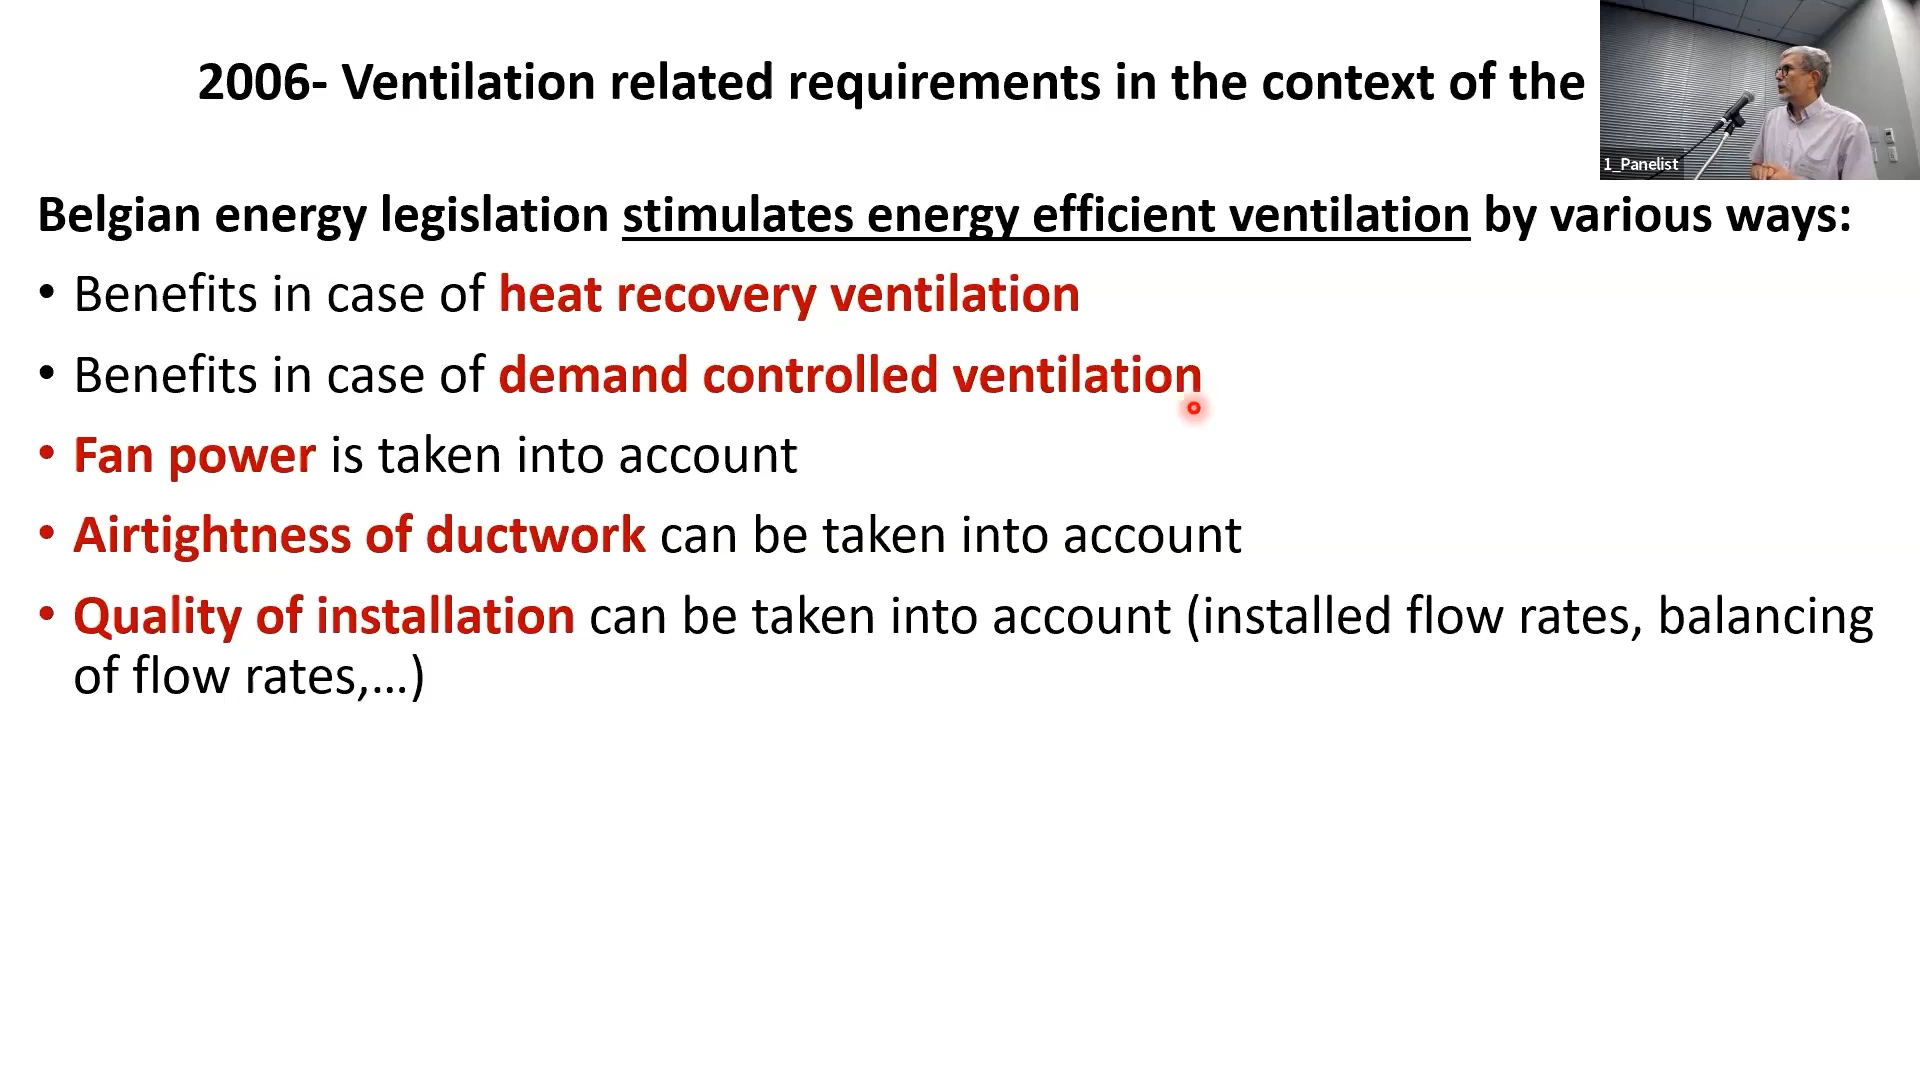 2006- Ventilation related requirements in the context of the
1_Panelist
Belgian energy legislation stimulates energy efficient ventilation by various ways:
• Benefits in case of heat recovery ventilation
• Benefits in case of demand controlled ventilation
• Fan power is taken into account
• Airtightness of ductwork can be taken into account
• Quality of installation can be taken into account (installed flow rates, balancing
of flow rates,...)